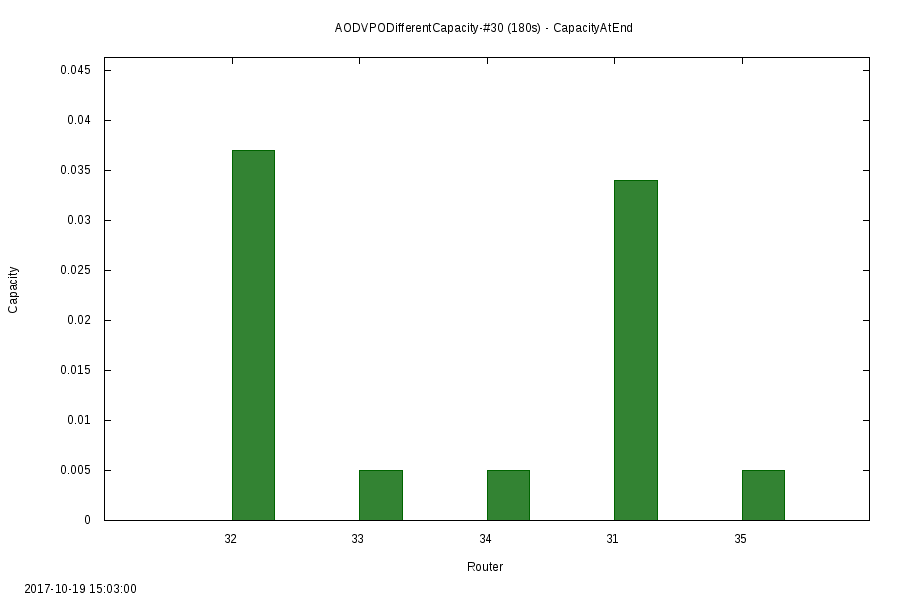 AODVPODifferentCapacity-#30 (180s) - CapacityAtEnd
0.045
0.04
0.035
0.03
0.025
0.02
0.015
0.01
0.005
0
Capacity
32 33 34 31 35
Router
2017-10-19 15:03:00